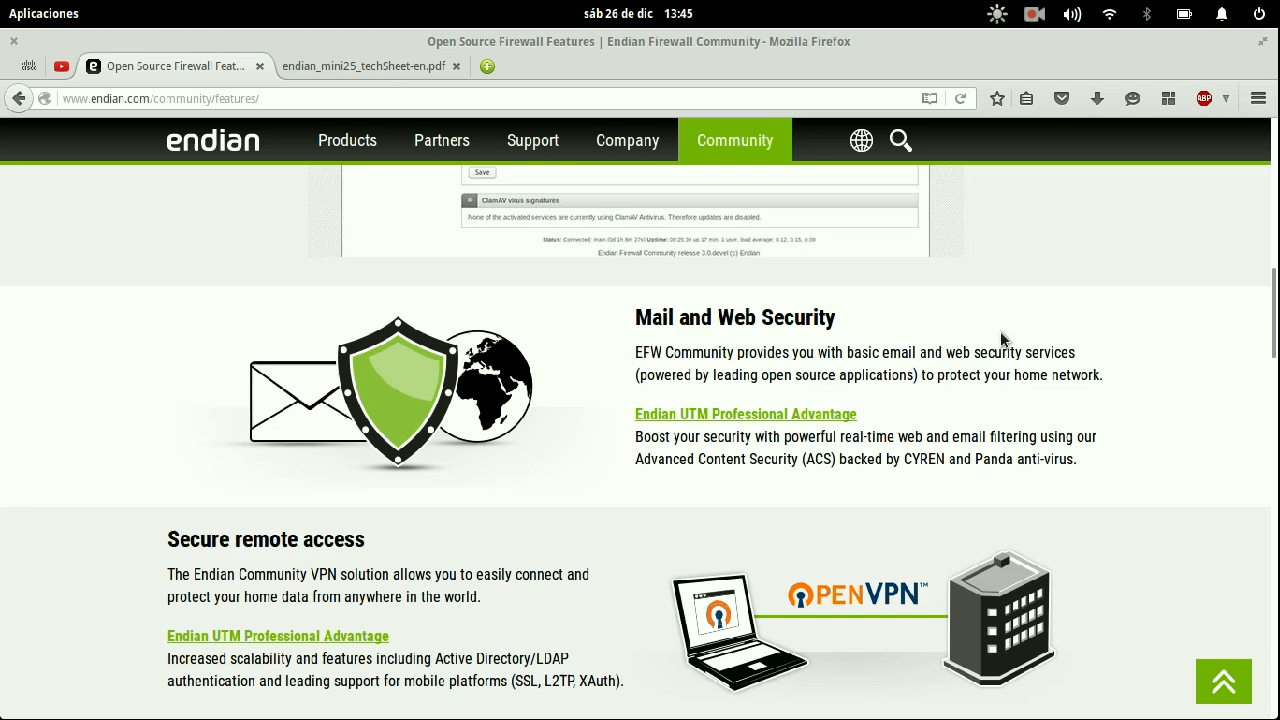 Aplicaciones
sáb 26 de dic 13:45
Open Source Firewall Features | Endian Firewall Community - Mozilla Firefox
Open Source Firewall Feat...
endian_mini25_techSheet-en.pdf
www.endian.com/community/features/
ABP
endian
Products
Partners
Support
Company
Community
Save
ClamAV virus signatures
None of the activated services are currently using ClamAV Antivirus. Therefore updates are disabled.
Status: Connected: main
Endian Firewall Community release 3.0.devel (c) Endian
Mail and Web Security
EFW Community provides you with basic email and web security services
(powered by leading open source applications) to protect your home network.
Endian UTM Professional Advantage
Boost your security with powerful real-time web and email filtering using our
Advanced Content Security (ACS) backed by CYREN and Panda anti-virus.
Secure remote access
The Endian Community VPN solution allows you to easily connect and
protect your home data from anywhere in the world.
Endian UTM Professional Advantage
Increased scalability and features including Active Directory/LDAP
authentication and leading support for mobile platforms (SSL, L2TP, XAuth).
OPENVPN™